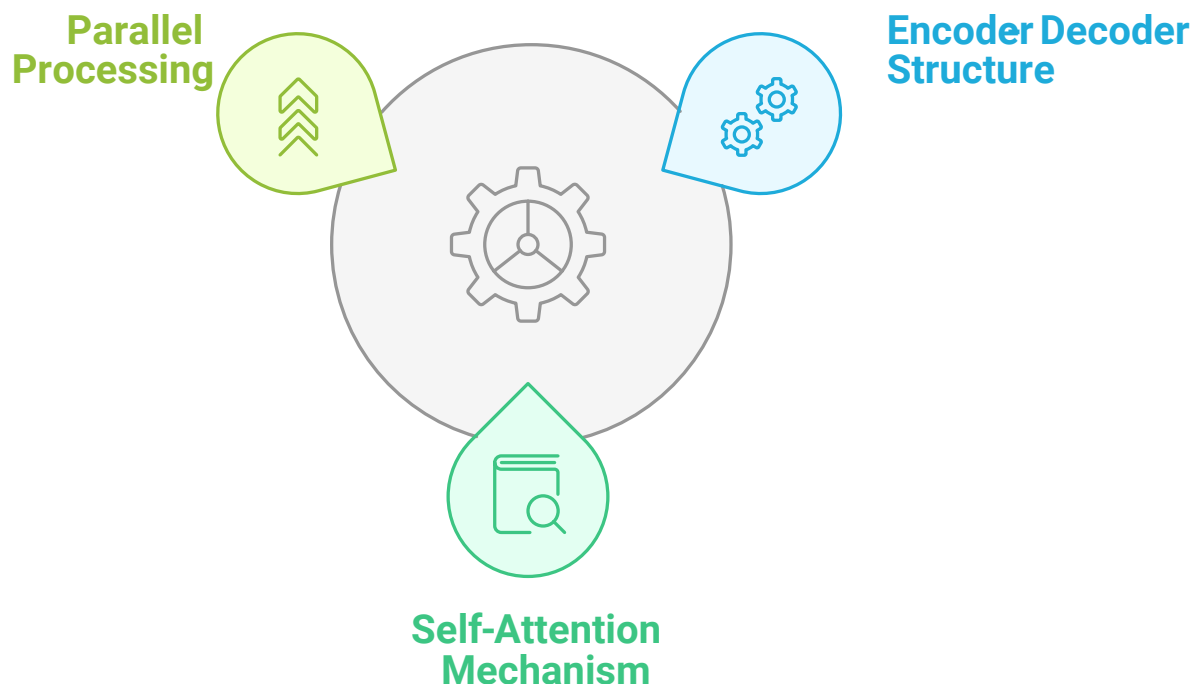 Parallel
Processing
Encoder Decoder
Structure
Self-Attention
Mechanism